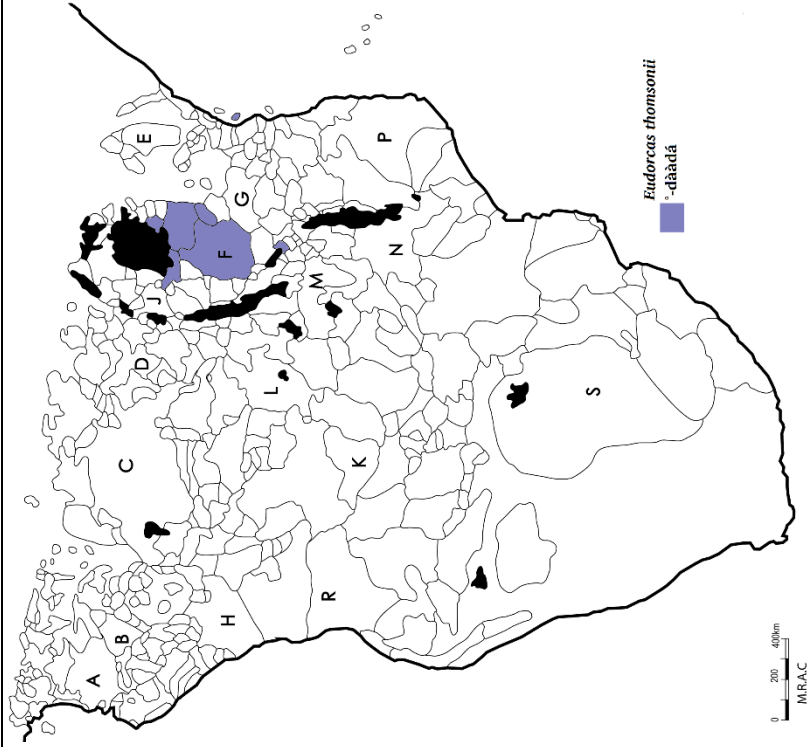 A
B
C
D
E
F
G
H
J
K
L
M
N
P
R
S
Eudorcas thomsonii
°-dààdá
0 200 400km
M.R.A.C